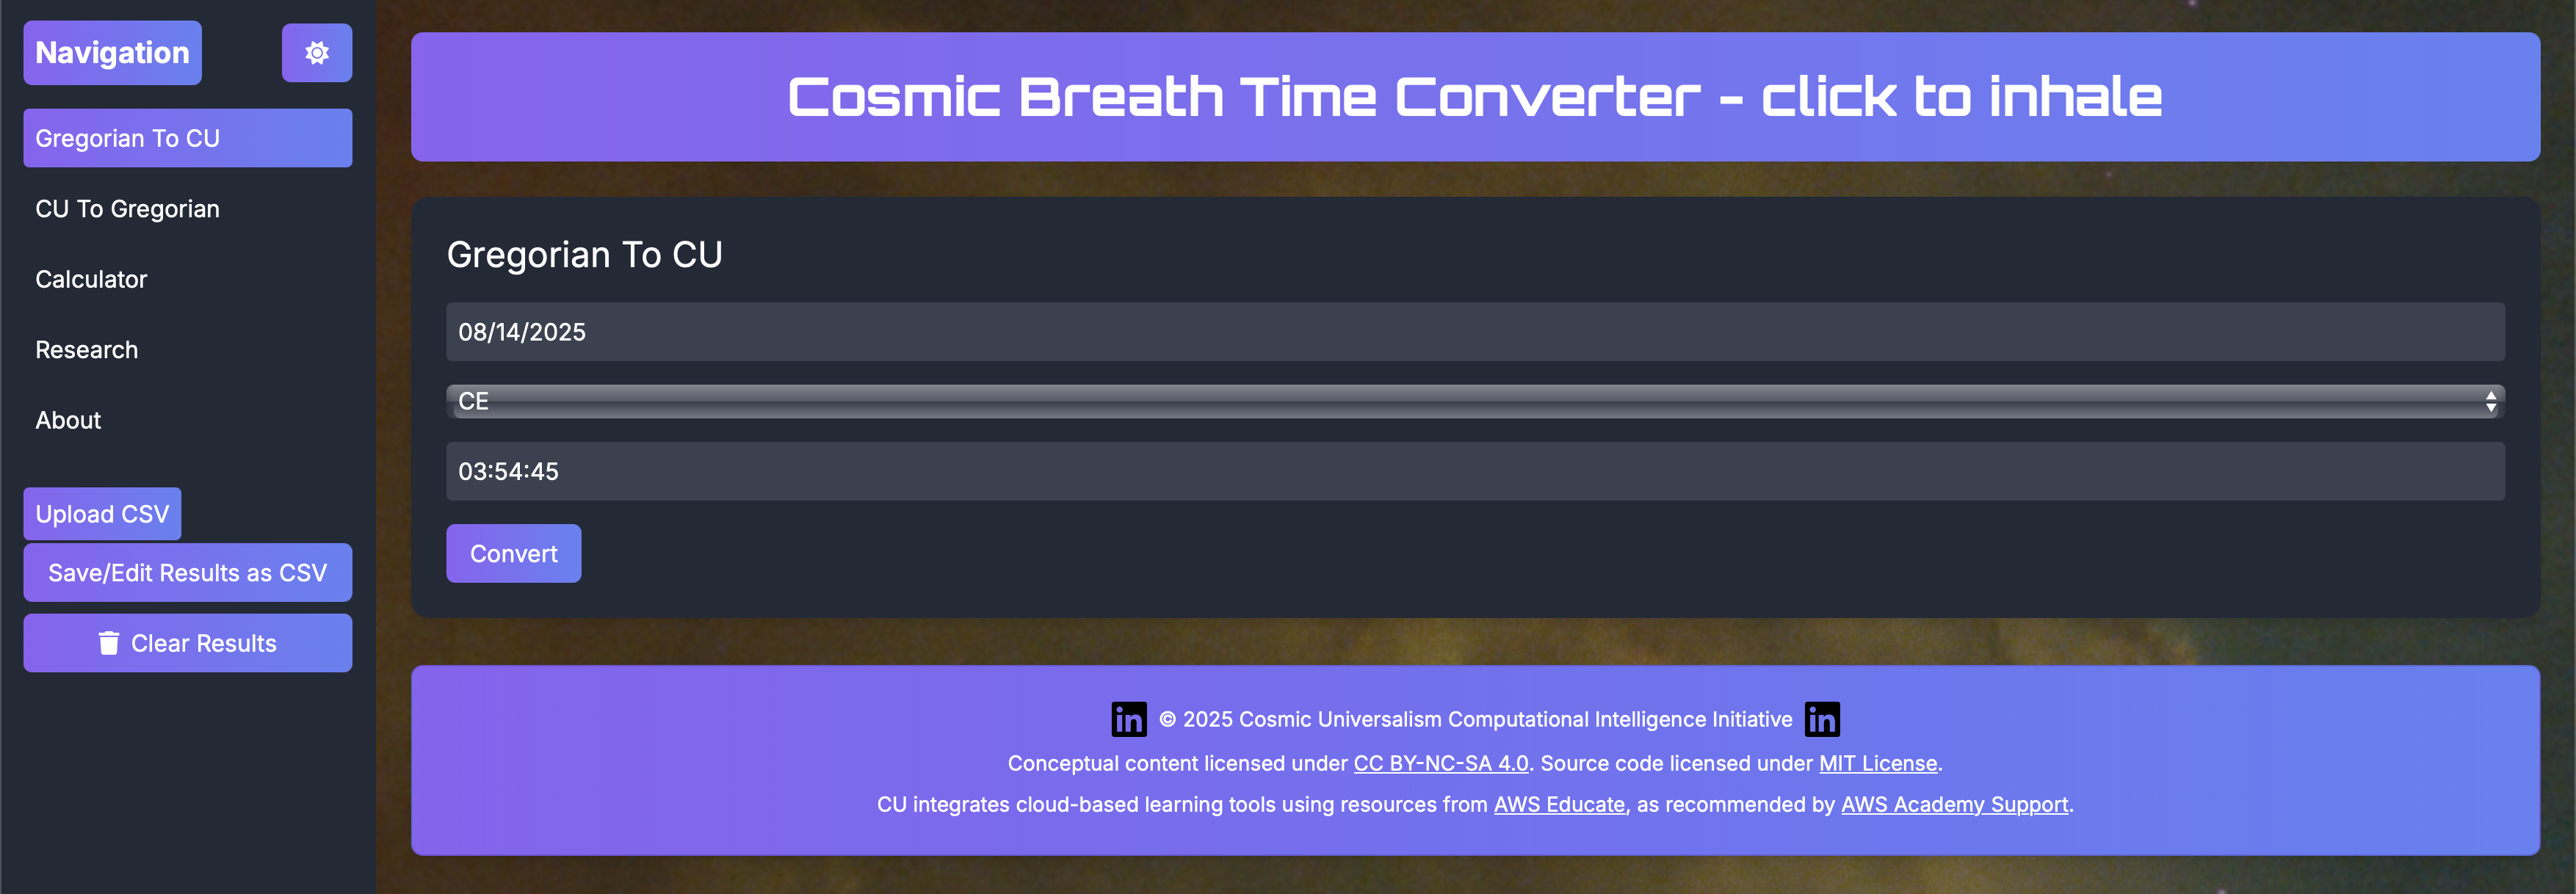 Navigation
Gregorian To CU
CU To Gregorian
Calculator
Research
About
Upload CSV
Save/Edit Results as CSV
Clear Results
Cosmic Breath Time Converter - click to inhale
Gregorian To CU
08/14/2025
CE
03:54:45
Convert
in © 2025 Cosmic Universalism Computational Intelligence Initiative in
Conceptual content licensed under CC BY-NC-SA 4.0. Source code licensed under MIT License.
CU integrates cloud-based learning tools using resources from AWS Educate, as recommended by AWS Academy Support.